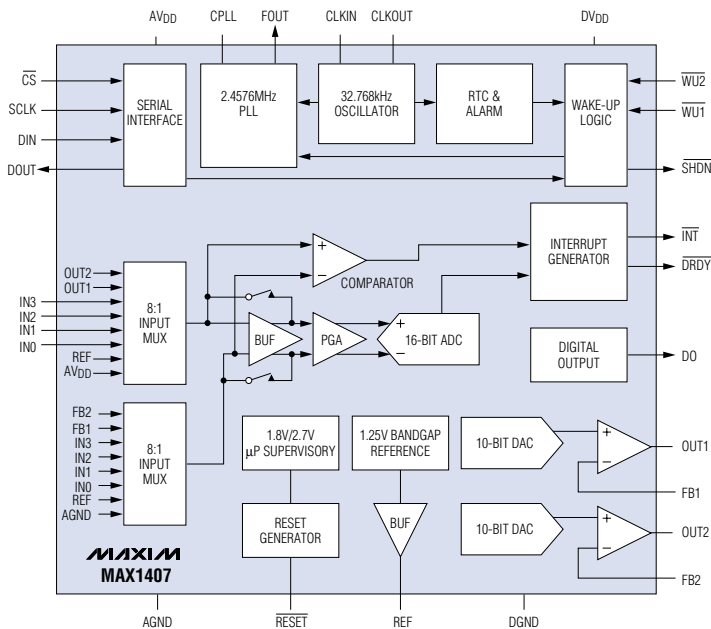 AVDD
CPLL
FOUT
CLKIN
CLKOUT
DVDD
CS
SCLK
DIN
DOUT
SERIAL
INTERFACE
2.4576MHz
PLL
32.768kHz
OSCILLATOR
RTC &
ALARM
WAKE-UP
LOGIC
WU2
WU1
SHDN
OUT2
OUT1
IN3
IN2
IN1
IN0
REF
AVDD
8:1
INPUT
MUX
+
−
COMPARATOR
BUF
PGA
+
−
16-BIT ADC
INTERRUPT
GENERATOR
INT
DRDY
DIGITAL
OUTPUT
DO
FB2
FB1
IN3
IN2
IN1
IN0
REF
AGND
8:1
INPUT
MUX
1.8V/2.7V
µP SUPERVISORY
RESET
GENERATOR
1.25V BANDGAP
REFERENCE
BUF
10-BIT DAC
+
−
OUT1
FB1
10-BIT DAC
+
−
OUT2
FB2
MAXIM
MAX1407
AGND
RESET
REF
DGND